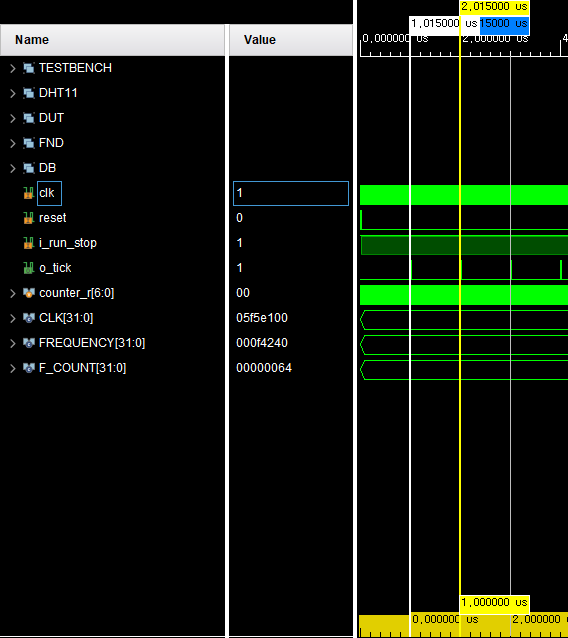 2,015000 us
1,015000 us 15000 us
0,000000 us 2,000000 us 4
Name Value
TESTBENCH
DHT11
DUT
FND
DB
clk 1
reset 0
i_run_stop 1
o_tick 1
counter_r[6:0] 00
CLK[31:0] 05f5e100
FREQUENCY[31:0] 000f4240
F_COUNT[31:0] 00000064
1,000000 us
0,000000 us 2,000000 us